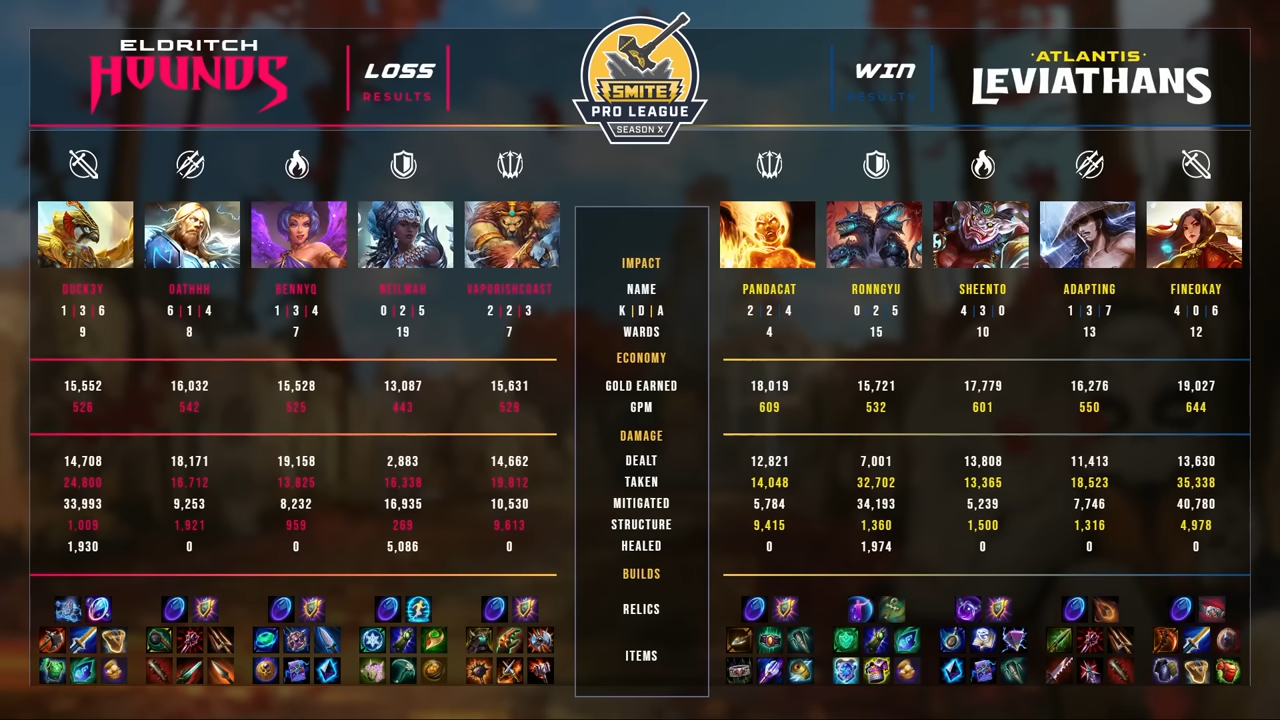 ELDRITCH
HOUNDS
LOSS
RESULTS
SMITE
PRO LEAGUE
SEASON X
WIN
RESULTS
·ATLANTIS·
LEVIATHANS
IMPACT
DUCK3Y OATHHH BENNYQ NEILMAH VAPORISHCOAST NAME PANDACAT RONNGYU SHEENTO ADAPTING FINEOKAY
1 | 3 | 6 6 | 1 | 4 1 | 3 | 4 0 | 2 | 5 2 | 2 | 3 K | D | A 2 | 2 | 4 0 | 2 | 5 4 | 3 | 0 1 | 3 | 7 4 | 0 | 6
9 8 7 19 7 WARDS 4 15 10 13 12
ECONOMY
15,552 16,032 15,528 13,087 15,631 GOLD EARNED 18,019 15,721 17,779 16,276 19,027
526 542 525 443 529 GPM 609 532 601 550 644
DAMAGE
14,708 18,171 19,158 2,883 14,662 DEALT 12,821 7,001 13,808 11,413 13,630
24,800 16,712 13,825 16,338 19,812 TAKEN 14,048 32,702 13,365 18,523 35,338
33,993 9,253 8,232 16,935 10,530 MITIGATED 5,784 34,193 5,239 7,746 40,780
1,009 1,921 959 269 9,613 STRUCTURE 9,415 1,360 1,500 1,316 4,978
1,930 0 0 5,086 0 HEALED 0 1,974 0 0 0
BUILDS
RELICS
ITEMS